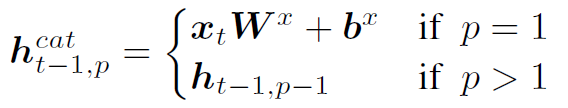 h^{cat}_{t-1,p} = { x_t W^x + b^x if p = 1
h_{t-1,p-1} if p > 1